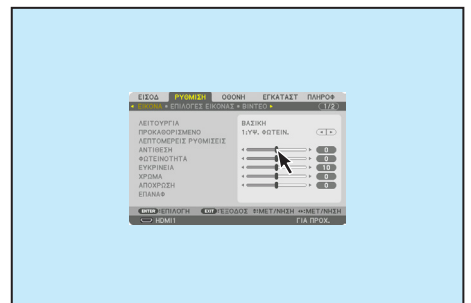 ΕΙΣΟΔ ΡΥΘΜΙΣΗ ΟΘΟΝΗ ΕΓΚΑΤΑΣΤ ΠΛΗΡΟΦ
ΕΙΚΟΝΑ • ΕΠΙΛΟΓΕΣ ΕΙΚΟΝΑΣ • ΒΙΝΤΕΟ 1/2
ΛΕΙΤΟΥΡΓΙΑ ΒΑΣΙΚΗ
ΠΡΟΚΑΘΟΡΙΣΜΕΝΟ 1:ΥΨ. ΦΩΤΕΙΝ.
ΛΕΠΤΟΜΕΡΕΙΣ ΡΥΘΜΙΣΕΙΣ
ΑΝΤΙΘΕΣΗ 0
ΦΩΤΕΙΝΟΤΗΤΑ 0
ΕΥΚΡΙΝΕΙΑ 10
ΧΡΩΜΑ 0
ΑΠΟΧΡΩΣΗ 0
ΕΠΑΝΑΦ
ENTER:ΕΠΙΛΟΓΗ EXIT:ΕΞΟΔΟΣ ↕:ΜΕΤ/ΝΗΣΗ ↔:ΜΕΤ/ΝΗΣΗ
HDMI1 ΓΙΑ ΠΡΟΧ.